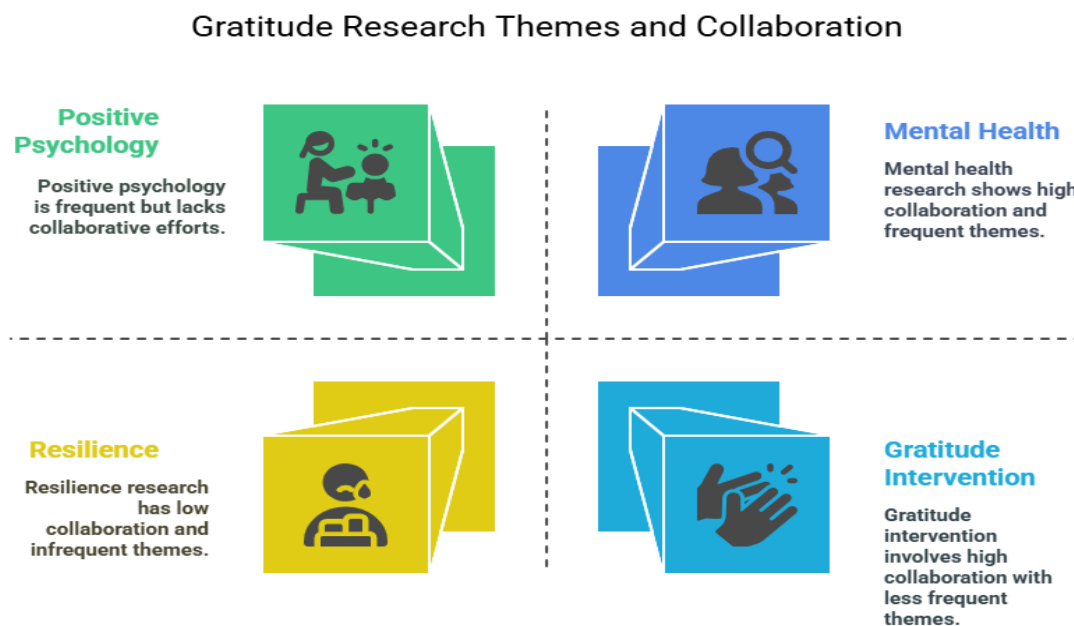 Gratitude Research Themes and Collaboration
Positive
Psychology
Positive psychology
is frequent but lacks
collaborative efforts.
Mental Health
Mental health
research shows high
collaboration and
frequent themes.
Resilience
Resilience research
has low
collaboration and
infrequent themes.
Gratitude
Intervention
Gratitude
intervention
involves high
collaboration with
less frequent
themes.